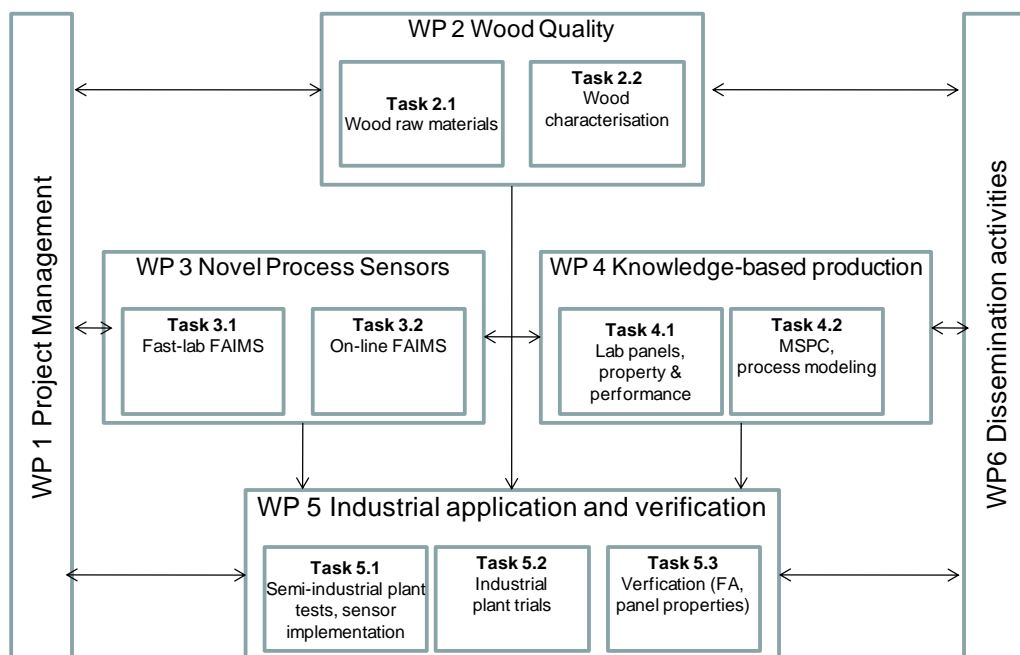 WP 1 Project Management
WP 2 Wood Quality
Task 2.1
Wood raw materials
Task 2.2
Wood
characterisation
WP 3 Novel Process Sensors
Task 3.1
Fast-lab FAIMS
Task 3.2
On-line FAIMS
WP 4 Knowledge-based production
Task 4.1
Lab panels,
property &
performance
Task 4.2
MSPC,
process modeling
WP 5 Industrial application and verification
Task 5.1
Semi-industrial plant
tests, sensor
implementation
Task 5.2
Industrial
plant trials
Task 5.3
Verfication (FA,
panel properties)
WP6 Dissemination activities